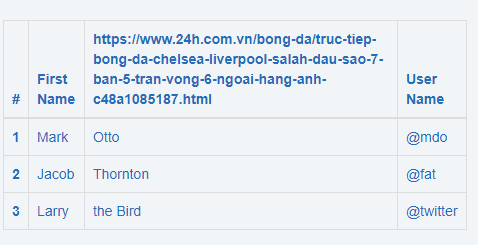 # First Name https://www.24h.com.vn/bong-da/truc-tiep-
bong-da-chelsea-liverpool-salah-dau-sao-7-
ban-5-tran-vong-6-ngoai-hang-anh-
c48a1085187.html User Name
1 Mark Otto @mdo
2 Jacob Thornton @fat
3 Larry the Bird @twitter